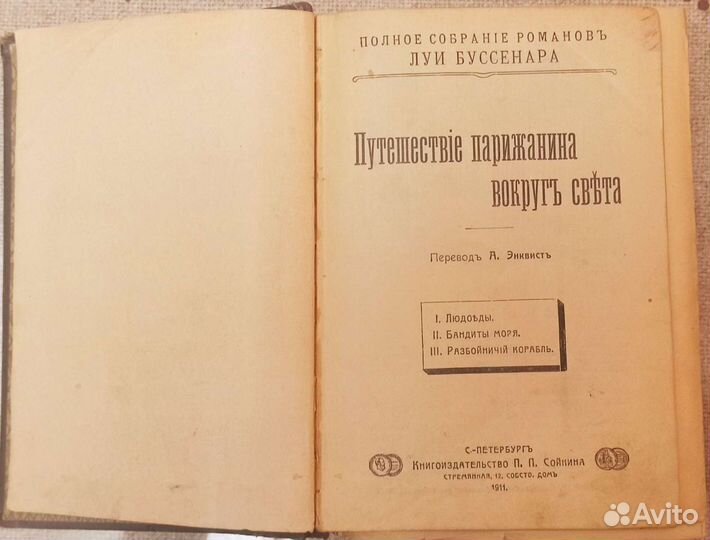 ПОЛНОЕ СОБРАНІЕ РОМАНОВЪ
ЛУИ БУССЕНАРА
Путешествіе парижанина
вокругъ свѣта
Переводъ А. Энквистъ
I. Людоѣды.
II. Бандиты моря.
III. Разбойничій корабль.
С.-ПЕТЕРБУРГЪ
Книгоиздательство П. П. Сойкина
СТРЕМЯННАЯ, 12, СОБСТВ. ДОМЪ
1911.
Avito